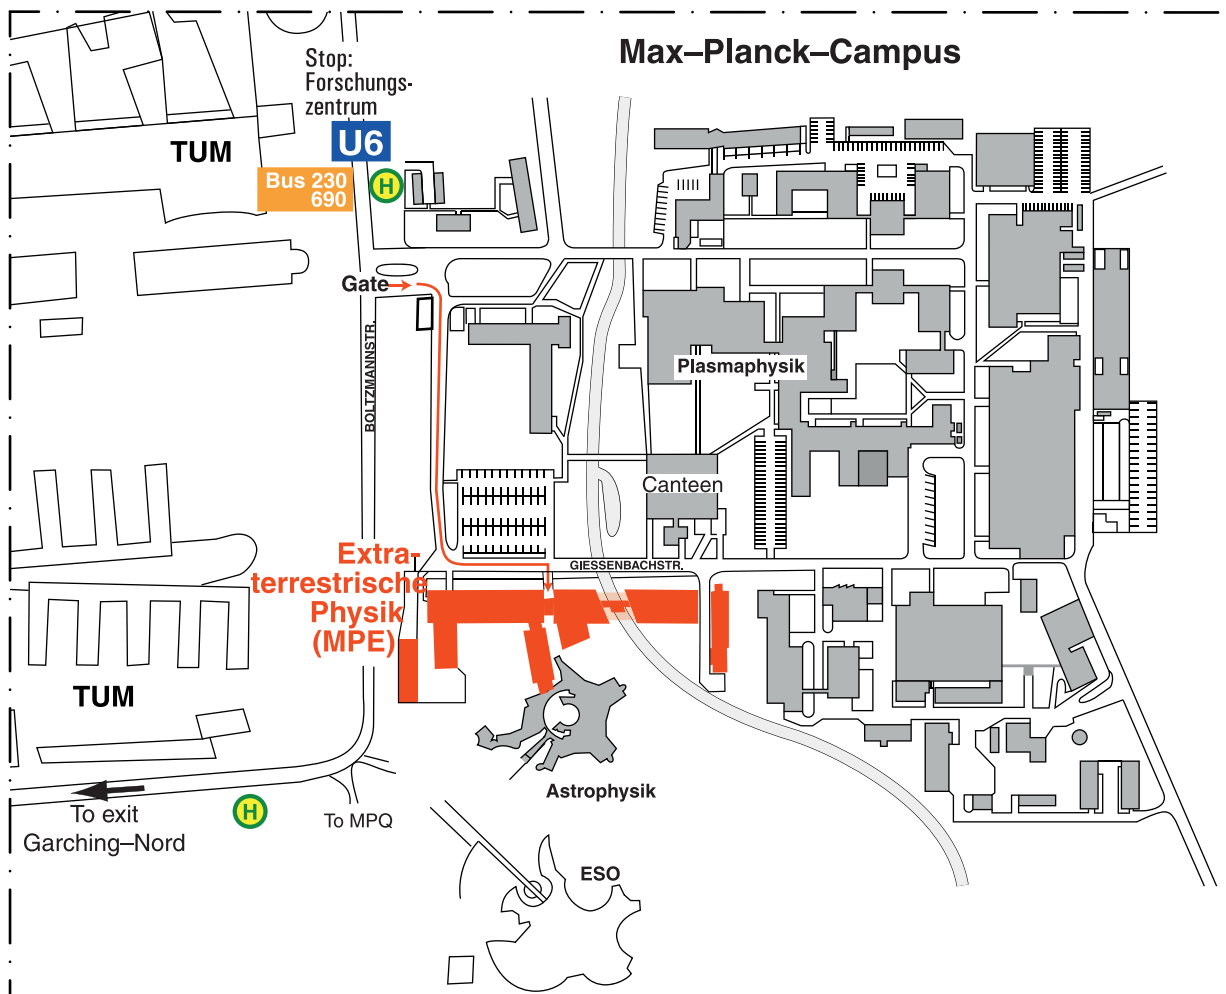 Max–Planck–Campus
Stop:
Forschungs-
zentrum
U6
TUM
Bus 230
690
H
Gate
BOLTZMANNSTR.
Plasmaphysik
Canteen
GIESSENBACHSTR.
Extra-
terrestrische
Physik
(MPE)
TUM
Astrophysik
To exit
Garching–Nord
H
To MPQ
ESO